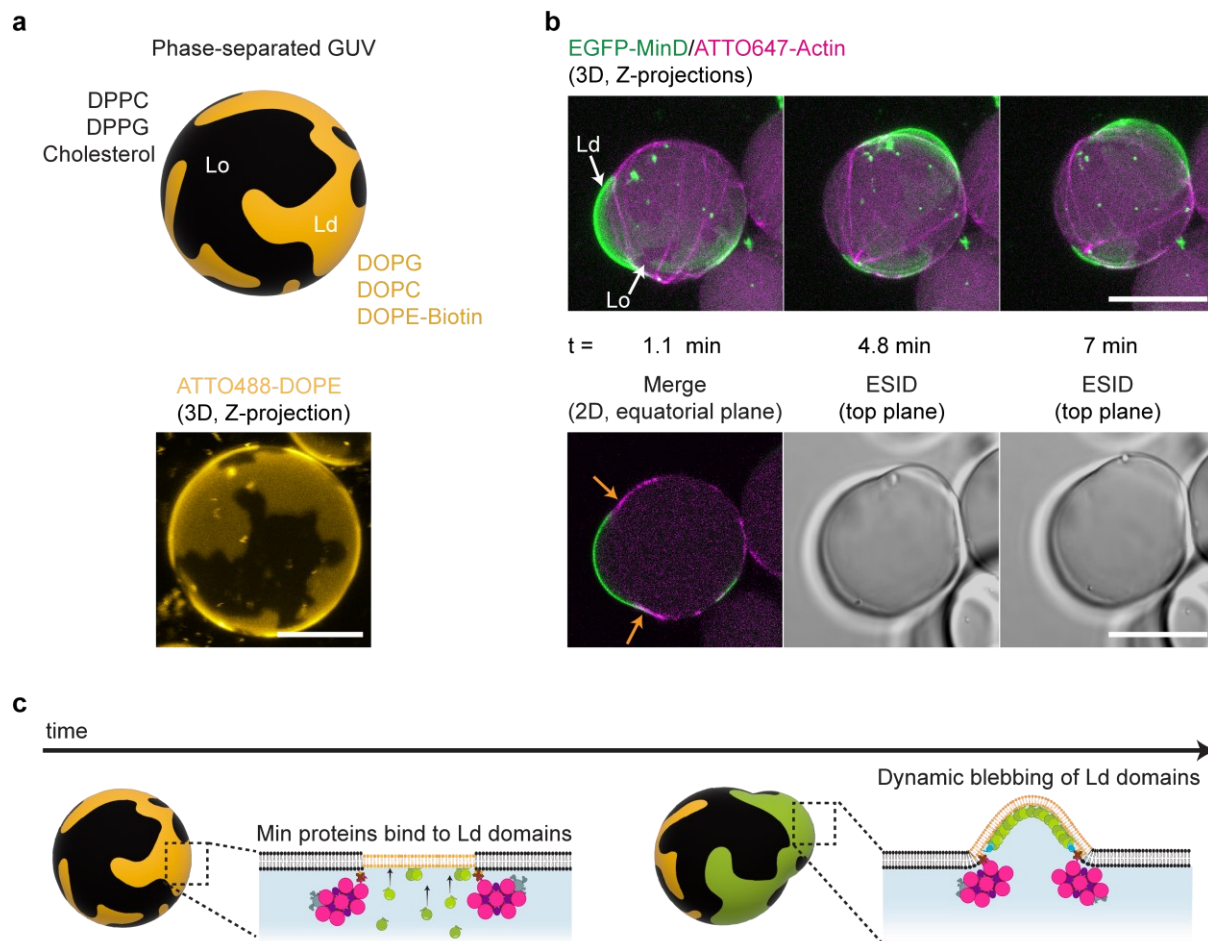 a
Phase-separated GUV
DPPC
DPPG
Cholesterol
Lo
Ld
DOPG
DOPC
DOPE-Biotin
ATTO488-DOPE
(3D, Z-projection)
b
EGFP-MinD/ATTO647-Actin
(3D, Z-projections)
Ld
Lo
t = 1.1 min 4.8 min 7 min
Merge
(2D, equatorial plane)
ESID
(top plane)
ESID
(top plane)
c
time
Min proteins bind to Ld domains
Dynamic blebbing of Ld domains